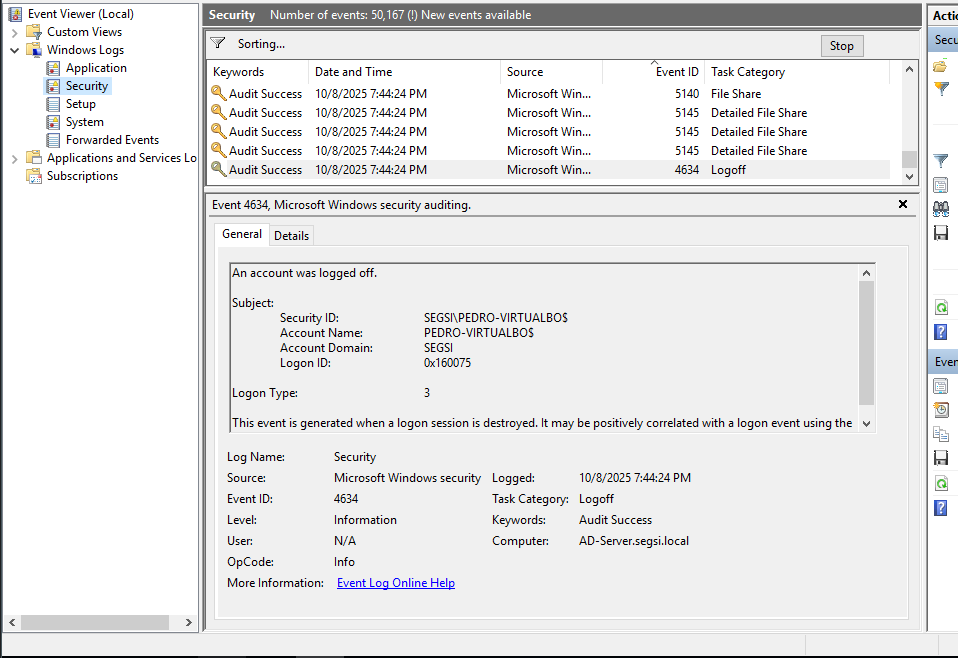 Event Viewer (Local)
Custom Views
Windows Logs
Application
Security
Setup
System
Forwarded Events
Applications and Services Lo
Subscriptions
Security Number of events: 50,167 (!) New events available
Sorting... Stop
Keywords Date and Time Source Event ID Task Category
Audit Success 10/8/2025 7:44:24 PM Microsoft Win... 5140 File Share
Audit Success 10/8/2025 7:44:24 PM Microsoft Win... 5145 Detailed File Share
Audit Success 10/8/2025 7:44:24 PM Microsoft Win... 5145 Detailed File Share
Audit Success 10/8/2025 7:44:24 PM Microsoft Win... 5145 Detailed File Share
Audit Success 10/8/2025 7:44:24 PM Microsoft Win... 4634 Logoff
Event 4634, Microsoft Windows security auditing.
General Details
An account was logged off.
Subject:
Security ID: SEGSI\PEDRO-VIRTUALBO$
Account Name: PEDRO-VIRTUALBO$
Account Domain: SEGSI
Logon ID: 0x160075
Logon Type: 3
This event is generated when a logon session is destroyed. It may be positively correlated with a logon event using the
Log Name: Security
Source: Microsoft Windows security Logged: 10/8/2025 7:44:24 PM
Event ID: 4634 Task Category: Logoff
Level: Information Keywords: Audit Success
User: N/A Computer: AD-Server.segsi.local
OpCode: Info
More Information: Event Log Online Help
Actio
Secu
Even